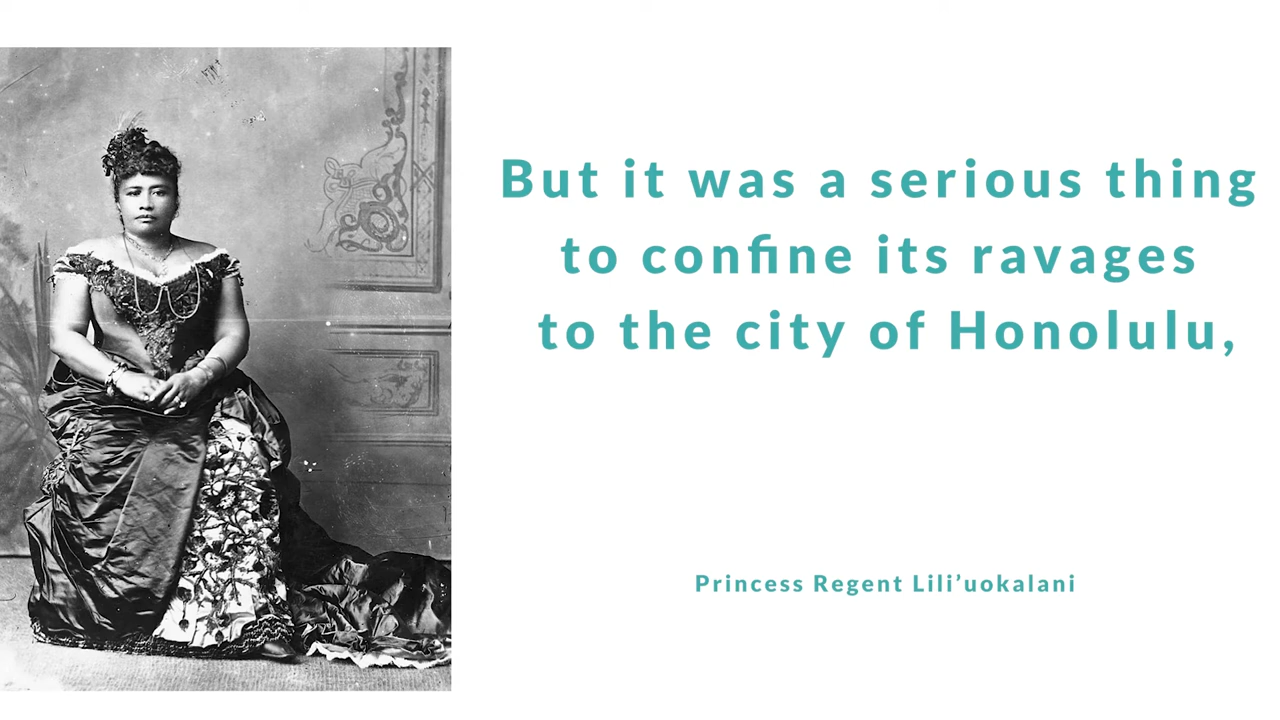 But it was a serious thing
to confine its ravages
to the city of Honolulu,
Princess Regent Lili’uokalani